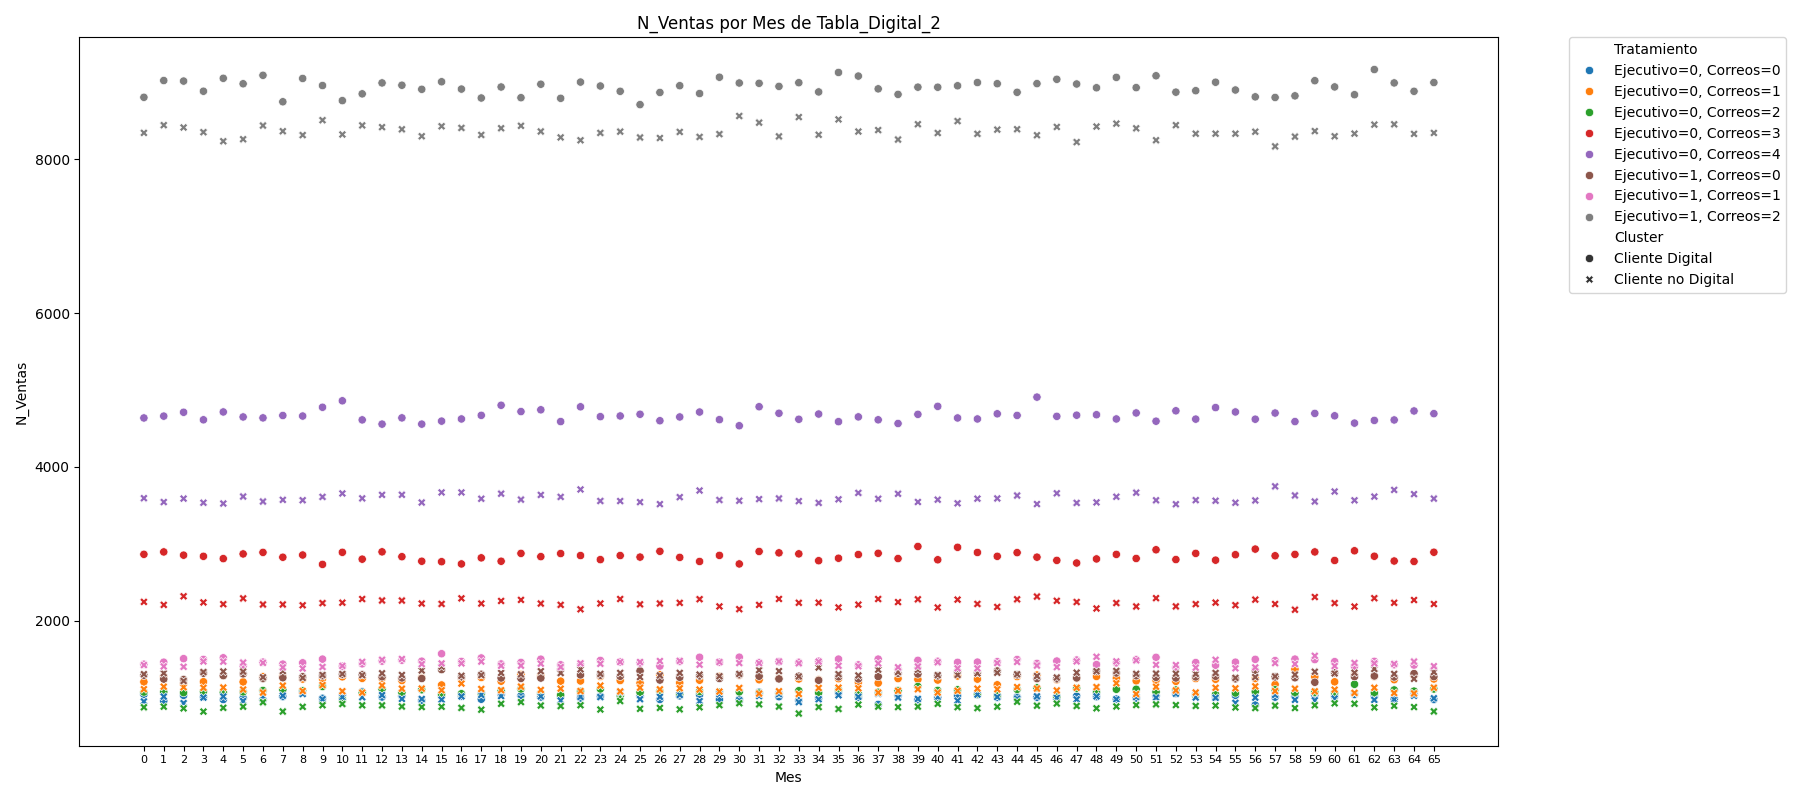 N_Ventas por Mes de Tabla_Digital_2
Tratamiento
Ejecutivo=0, Correos=0
Ejecutivo=0, Correos=1
Ejecutivo=0, Correos=2
Ejecutivo=0, Correos=3
Ejecutivo=0, Correos=4
Ejecutivo=1, Correos=0
Ejecutivo=1, Correos=1
Ejecutivo=1, Correos=2
Cluster
Cliente Digital
Cliente no Digital
N_Ventas
8000
6000
4000
2000
0 1 2 3 4 5 6 7 8 9 10 11 12 13 14 15 16 17 18 19 20 21 22 23 24 25 26 27 28 29 30 31 32 33 34 35 36 37 38 39 40 41 42 43 44 45 46 47 48 49 50 51 52 53 54 55 56 57 58 59 60 61 62 63 64 65
Mes